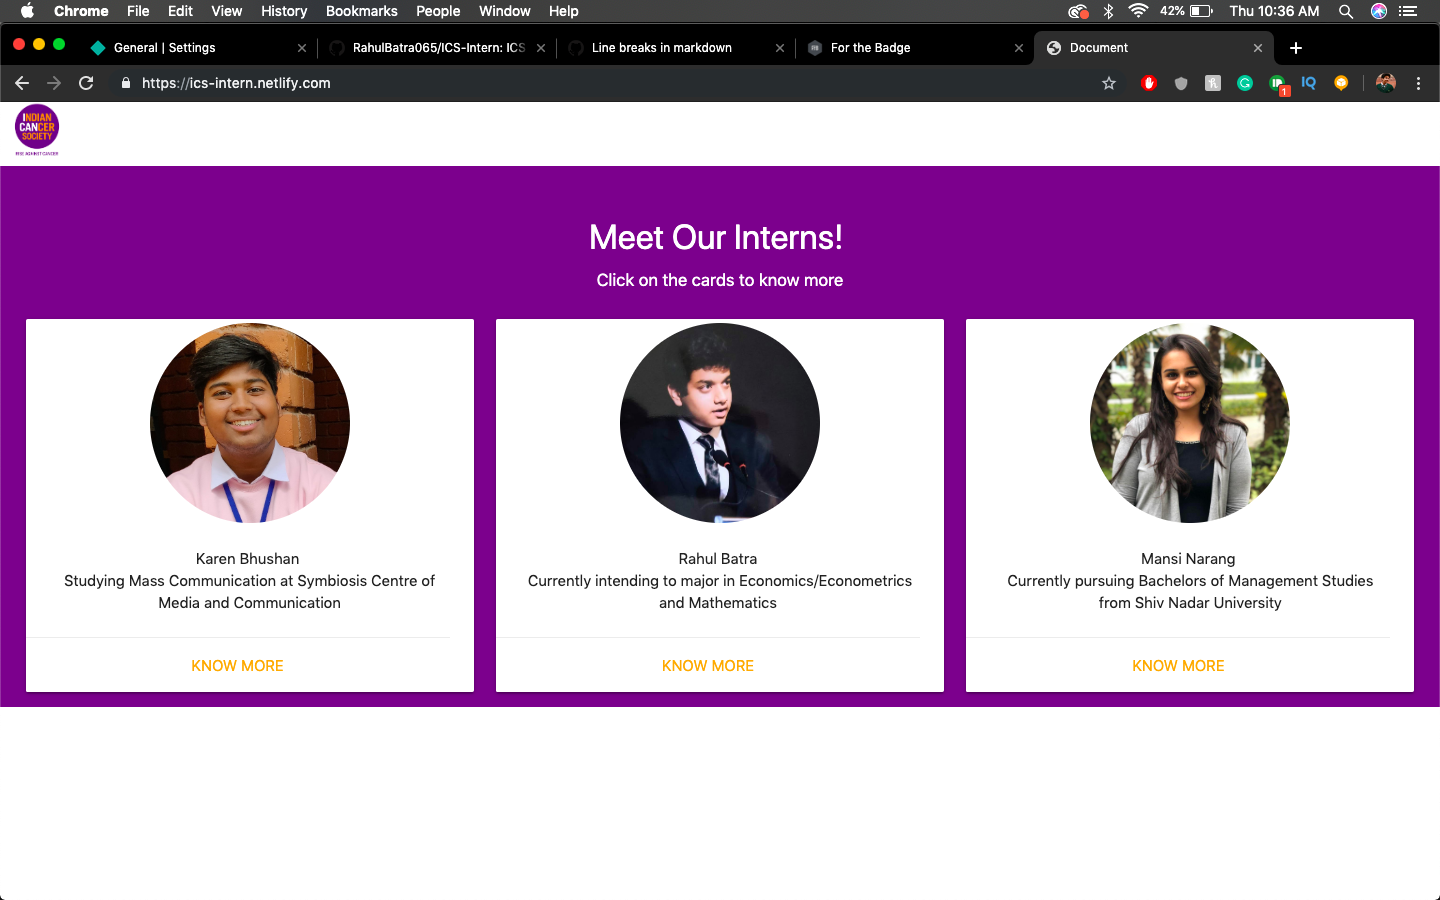 Chrome File Edit View History Bookmarks People Window Help 42% Thu 10:36 AM
General | Settings RahulBatra065/ICS-Intern: ICS Line breaks in markdown For the Badge Document
https://ics-intern.netlify.com 1
INDIAN
CANCER
SOCIETY
RISE AGAINST CANCER
Meet Our Interns!
Click on the cards to know more
Karen Bhushan
Studying Mass Communication at Symbiosis Centre of
Media and Communication
KNOW MORE
Rahul Batra
Currently intending to major in Economics/Econometrics
and Mathematics
KNOW MORE
Mansi Narang
Currently pursuing Bachelors of Management Studies
from Shiv Nadar University
KNOW MORE